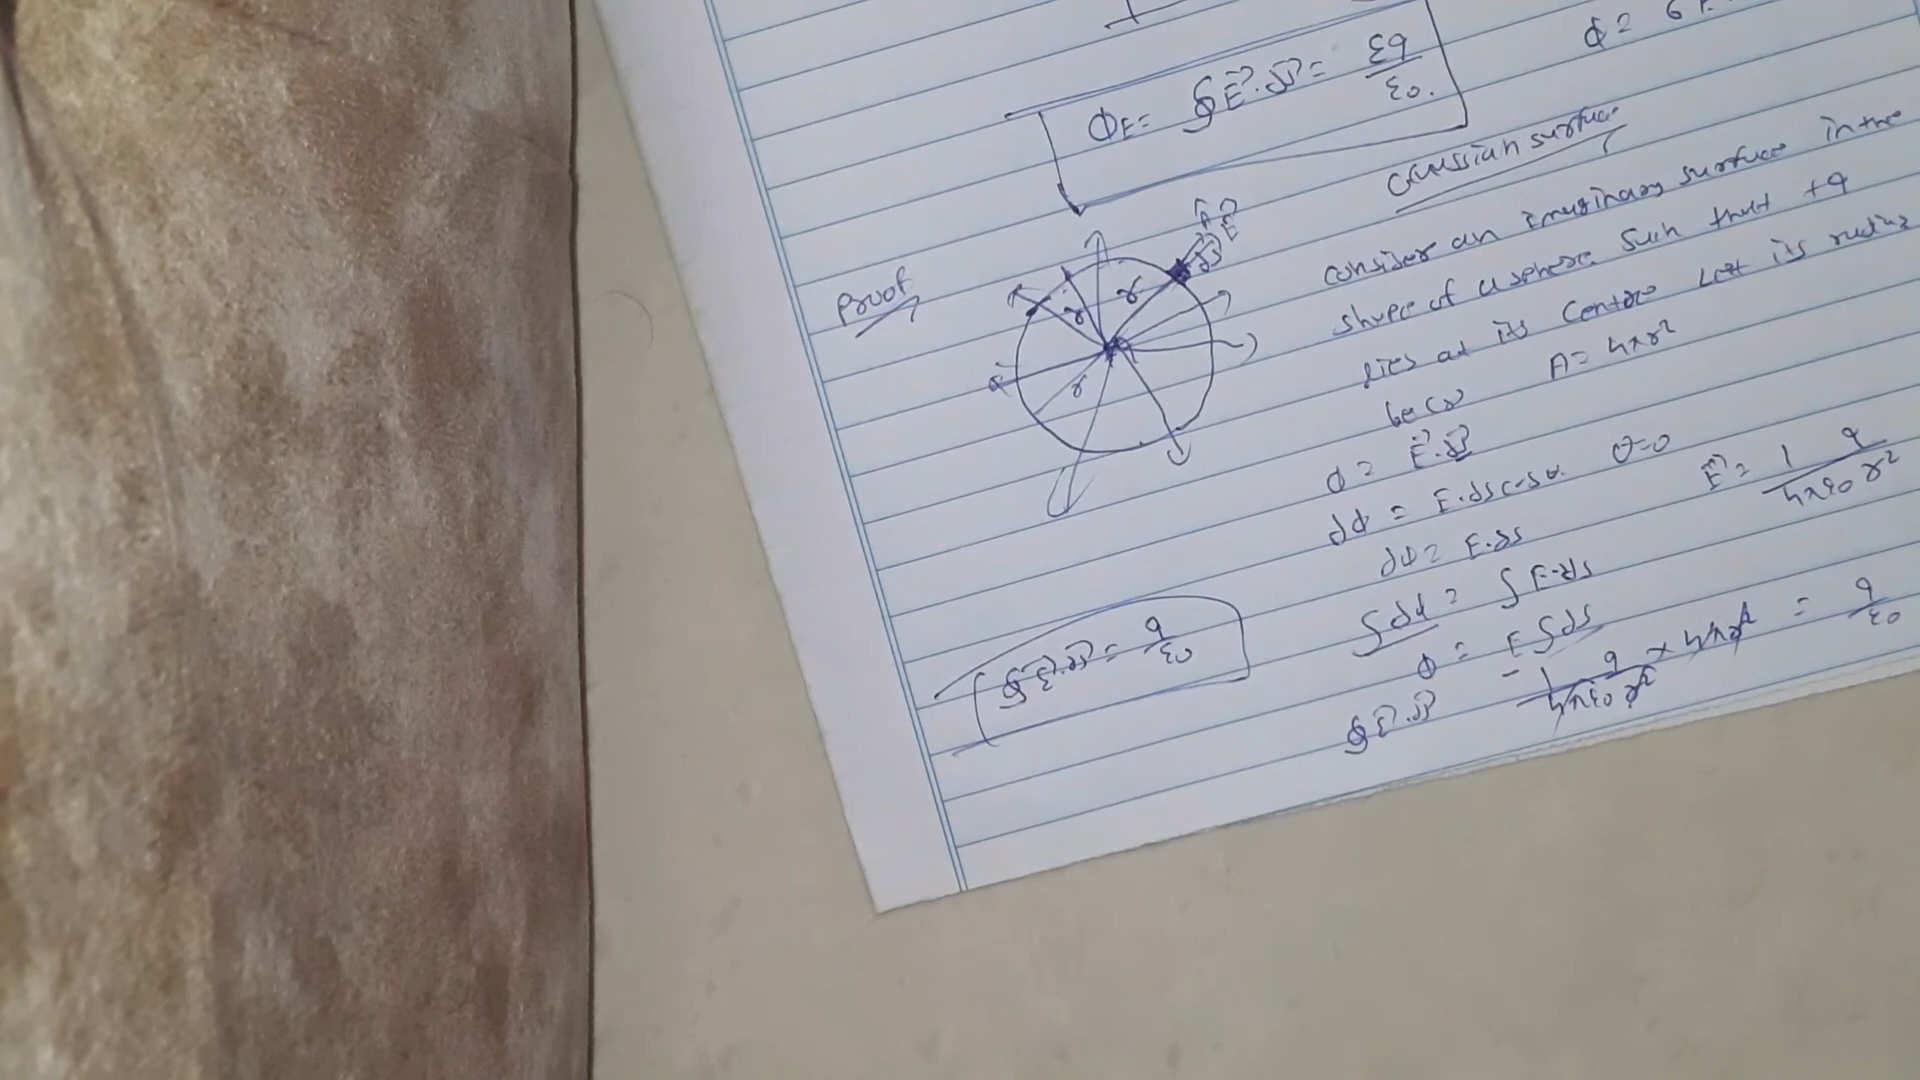 Φ_E = ∮ E⃗·ds⃗ = Σq/ε₀.
Φ =
Gaussian surface
Proof
n̂ E⃗
ds
r
r
r
consider an imaginary surface in the
shape of a sphere such that +q
lies at its centre Let its radius
be (r) A = 4πr²
Φ = E⃗·ds⃗
dΦ = E·ds cosθ. θ=0
E⃗ = 1/4πε₀ q/r²
dΦ = E·ds
∫dΦ = ∫E·ds
Φ = E∫ds
∮E⃗·ds⃗ = 1/4πε₀ q/r² × 4πr² = q/ε₀
∮E⃗·ds⃗ = q/ε₀